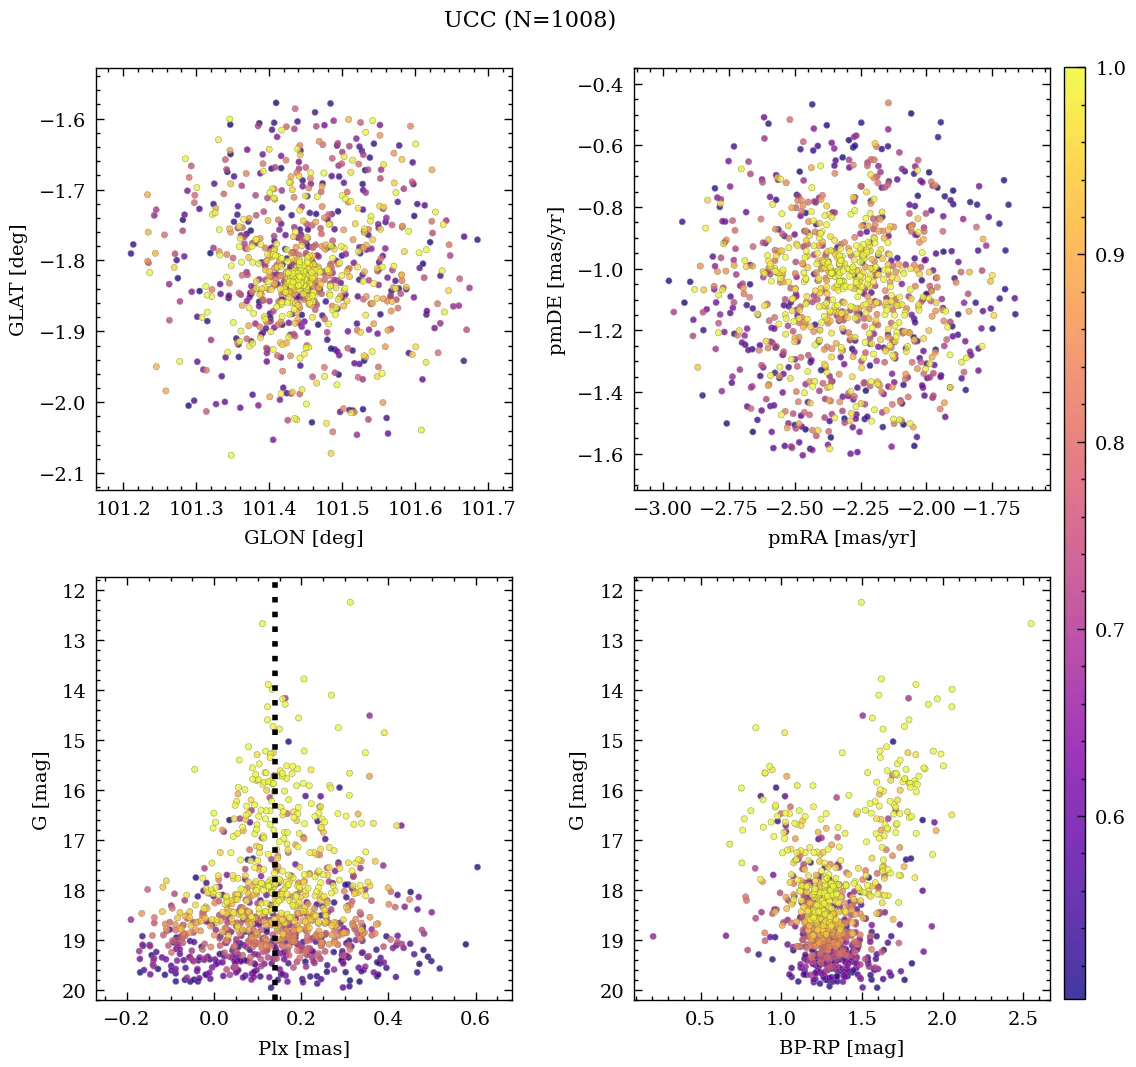 UCC (N=1008)
−1.6
−1.7
−1.8
−1.9
−2.0
−2.1
GLAT [deg]
101.2 101.3 101.4 101.5 101.6 101.7
GLON [deg]
−0.4
−0.6
−0.8
−1.0
−1.2
−1.4
−1.6
pmDE [mas/yr]
−3.00 −2.75 −2.50 −2.25 −2.00 −1.75
pmRA [mas/yr]
12
13
14
15
16
17
18
19
20
G [mag]
−0.2 0.0 0.2 0.4 0.6
Plx [mas]
12
13
14
15
16
17
18
19
20
G [mag]
0.5 1.0 1.5 2.0 2.5
BP-RP [mag]
1.0
0.9
0.8
0.7
0.6